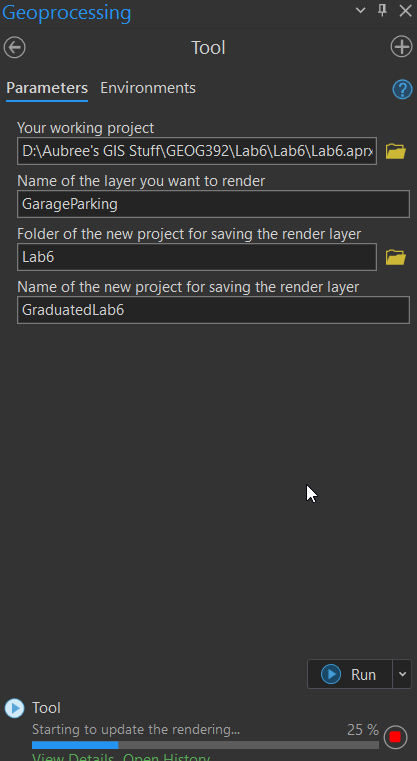 Geoprocessing
Tool
Parameters Environments
Your working project
D:\Aubree's GIS Stuff\GEOG392\Lab6\Lab6\Lab6.aprx
Name of the layer you want to render
GarageParking
Folder of the new project for saving the render layer
Lab6
Name of the new project for saving the render layer
GraduatedLab6
Run
Tool
Starting to update the rendering... 25 %
View Details Open History